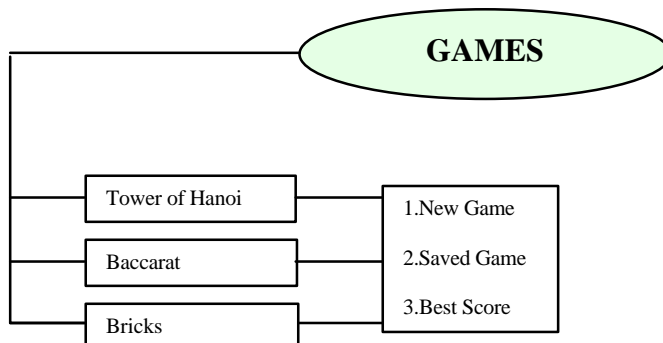 GAMES
Tower of Hanoi
1.New Game
Baccarat
2.Saved Game
3.Best Score
Bricks